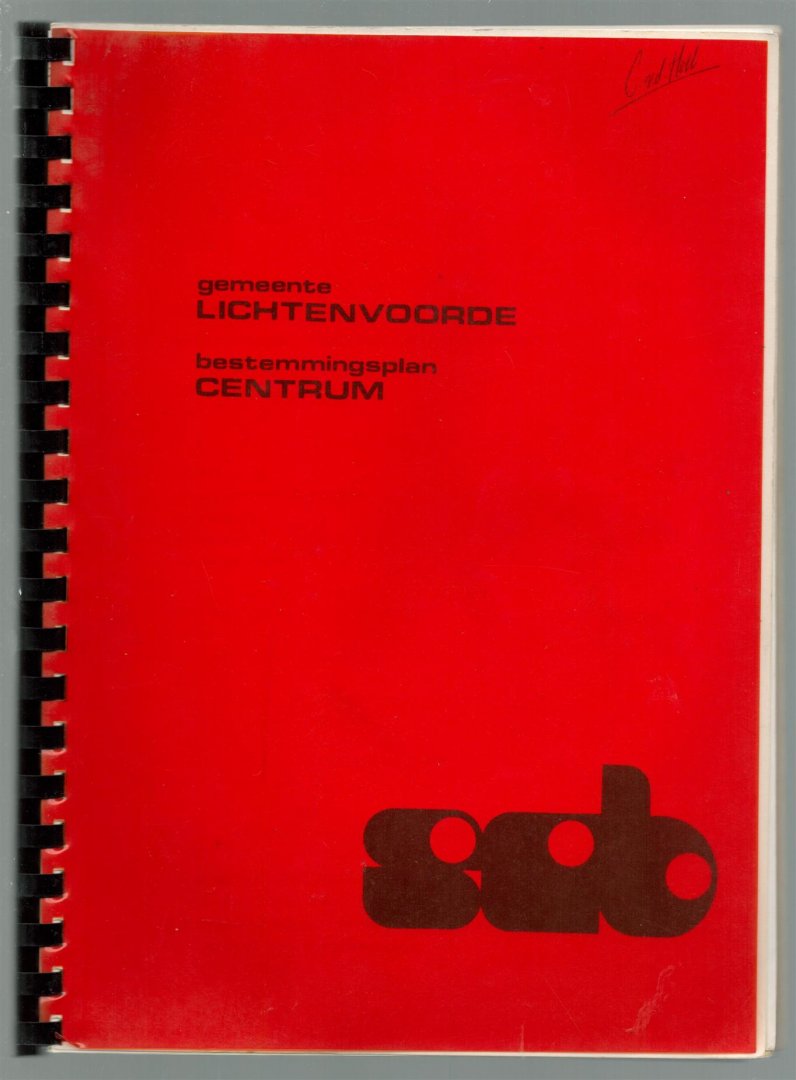 gemeente
LICHTENVOORDE
bestemmingsplan
CENTRUM
sab